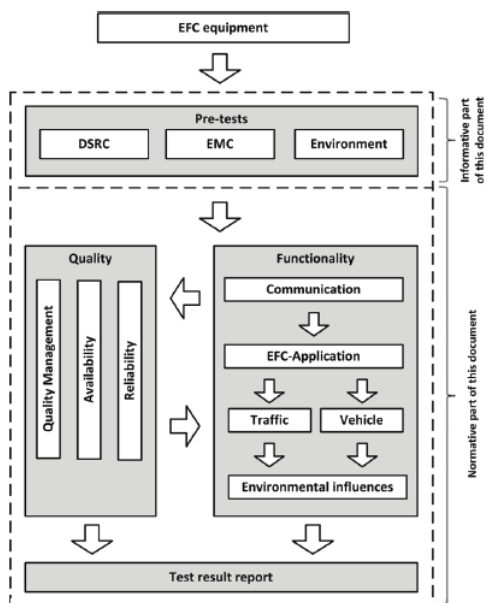 EFC equipment
Pre-tests
DSRC
EMC
Environment
Informative part
of this document
Quality
Quality Management
Availability
Reliability
Functionality
Communication
EFC-Application
Traffic
Vehicle
Environmental influences
Normative part of this document
Test result report